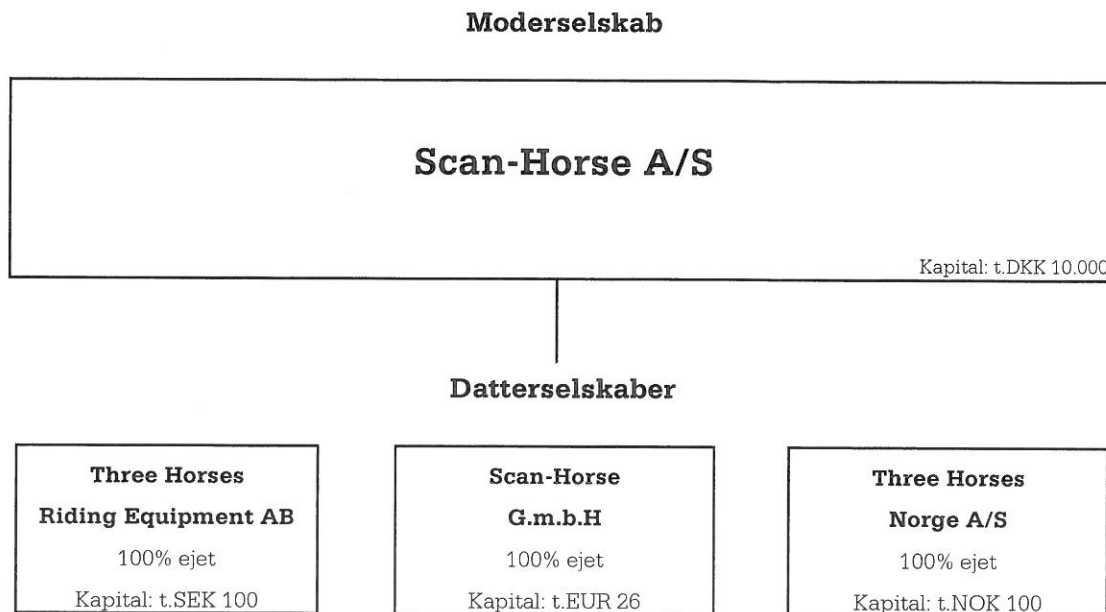 Moderselskab
Scan-Horse A/S
Kapital: t.DKK 10.000
Datterselskaber
Three Horses
Riding Equipment AB
100% ejet
Kapital: t.SEK 100
Scan-Horse
G.m.b.H
100% ejet
Kapital: t.EUR 26
Three Horses
Norge A/S
100% ejet
Kapital: t.NOK 100